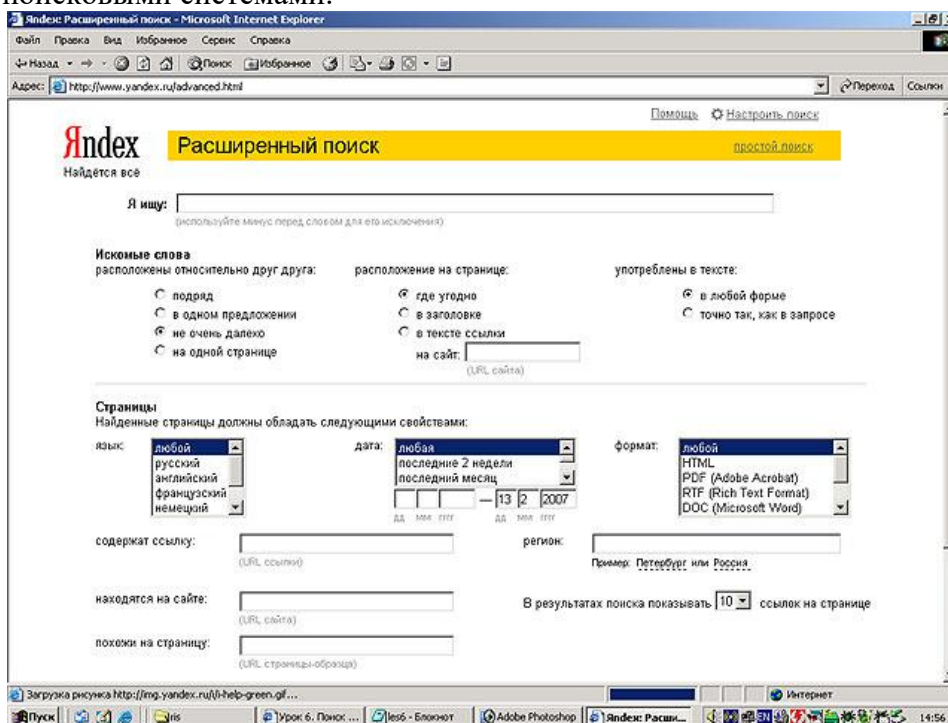 поисковыми системами.
Яndex: Расширенный поиск - Microsoft Internet Explorer
Файл Правка Вид Избранное Сервис Справка
Назад Поиск Избранное
Адрес: http://www.yandex.ru/advanced.html Переход Ссылки
Помощь Настроить поиск
Яndex Расширенный поиск простой поиск
Найдётся всё
Я ищу:
(используйте минус перед словом для его исключения)
Искомые слова
расположены относительно друг друга: расположение на странице: употреблены в тексте:
подряд где угодно в любой форме
в одном предложении в заголовке точно так, как в запросе
не очень далеко в тексте ссылки
на одной странице на сайт:
(URL сайта)
Страницы
Найденные страницы должны обладать следующими свойствами:
язык: любой дата: любая формат: любой
русский последние 2 недели HTML
английский последний месяц PDF (Adobe Acrobat)
французский — 13 2 2007 RTF (Rich Text Format)
немецкий дд мм гггг дд мм гггг DOC (Microsoft Word)
содержат ссылку: регион:
(URL ссылки) Пример: Петербург или Россия
находятся на сайте: В результатах поиска показывать 10 ссылок на странице
(URL сайта)
похожи на страницу:
(URL страницы-образца)
Загрузка рисунка http://img.yandex.ru/i/i-help-green.gif... Интернет
Пуск ris Урок 6. Поиск ... les6 - Блокнот Adobe Photoshop Яndex: Расши... 14:59